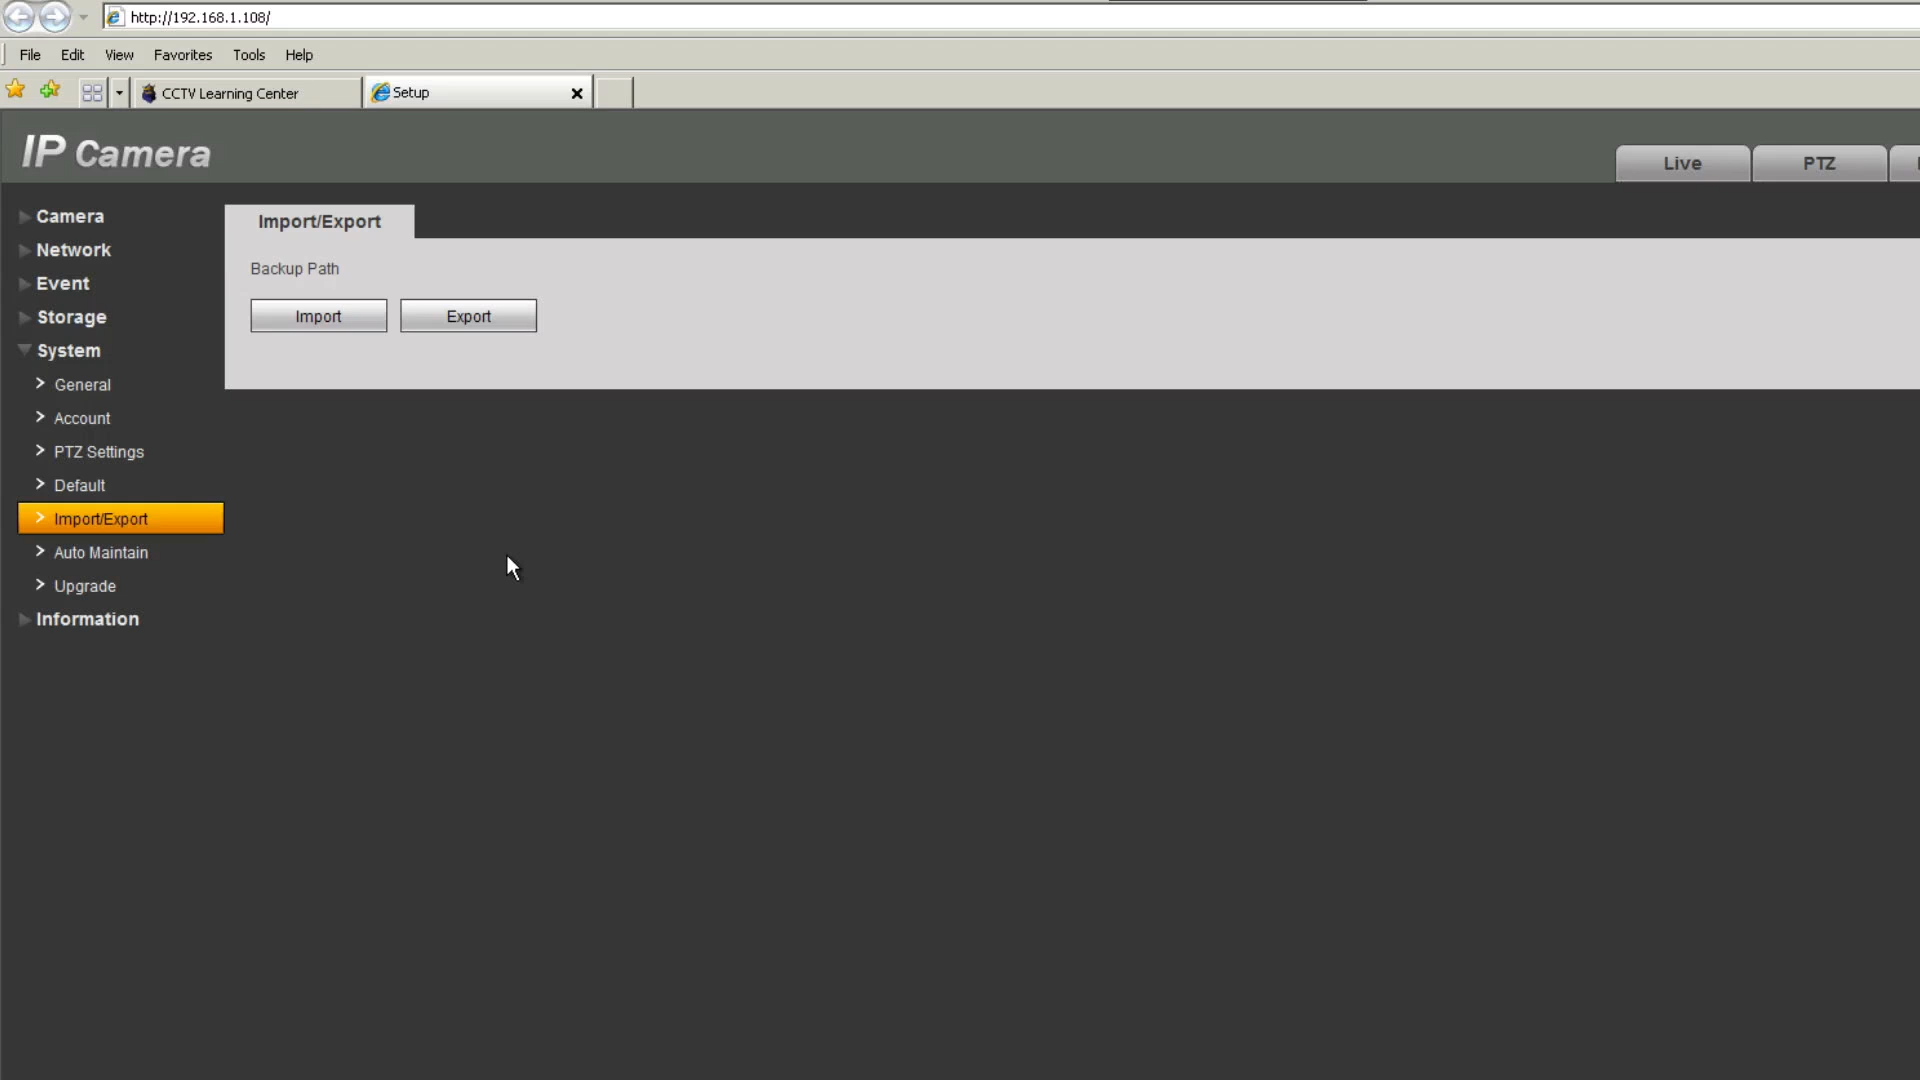 http://192.168.1.108/
File Edit View Favorites Tools Help
CCTV Learning Center Setup
IP Camera
Live PTZ
Camera
Network
Event
Storage
System
General
Account
PTZ Settings
Default
Import/Export
Auto Maintain
Upgrade
Information
Import/Export
Backup Path
Import Export